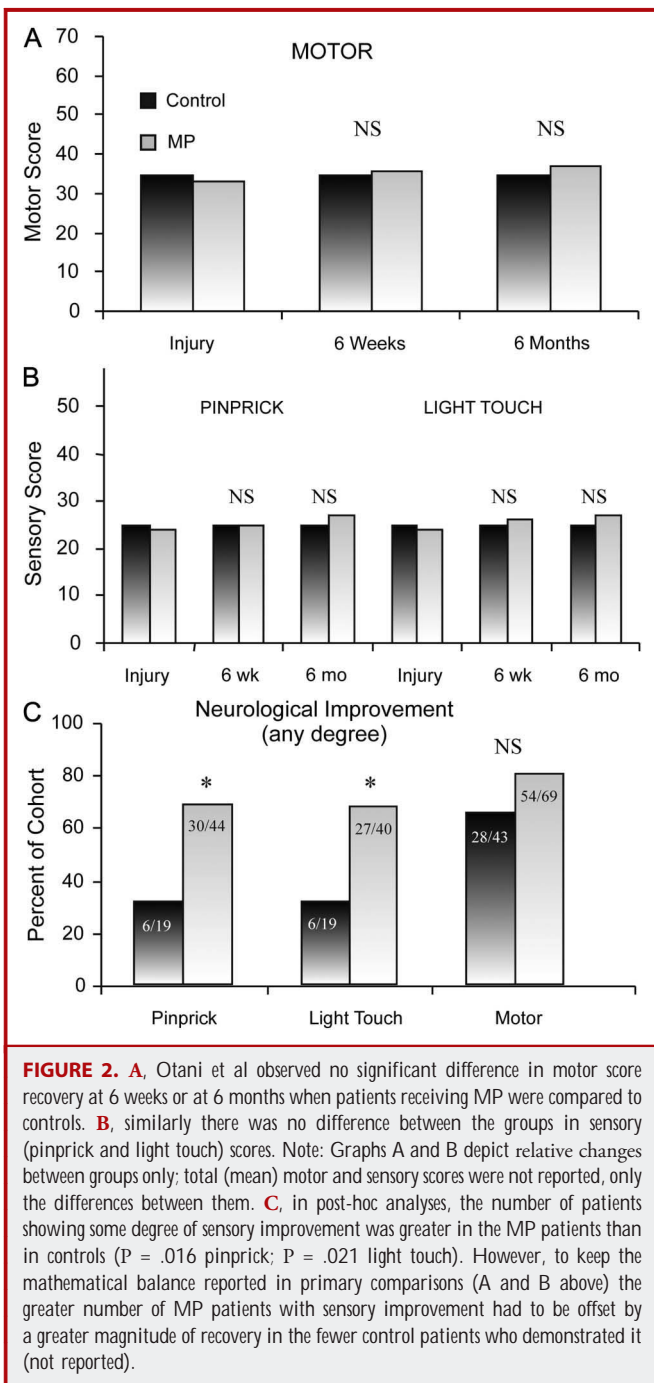 A
MOTOR
Motor Score
70
60
50
40
30
20
10
0
Control
MP
NS
NS
Injury
6 Weeks
6 Months
B
PINPRICK
LIGHT TOUCH
Sensory Score
50
40
30
20
10
0
NS
NS
NS
NS
Injury
6 wk
6 mo
Injury
6 wk
6 mo
C
Neurological Improvement
(any degree)
Percent of Cohort
100
80
60
40
20
0
*
*
NS
6/19
30/44
6/19
27/40
28/43
54/69
Pinprick
Light Touch
Motor
FIGURE 2. A, Otani et al observed no significant difference in motor score
recovery at 6 weeks or at 6 months when patients receiving MP were compared to
controls. B, similarly there was no difference between the groups in sensory
(pinprick and light touch) scores. Note: Graphs A and B depict relative changes
between groups only; total (mean) motor and sensory scores were not reported, only
the differences between them. C, in post-hoc analyses, the number of patients
showing some degree of sensory improvement was greater in the MP patients than
in controls (P = .016 pinprick; P = .021 light touch). However, to keep the
mathematical balance reported in primary comparisons (A and B above) the
greater number of MP patients with sensory improvement had to be offset by
a greater magnitude of recovery in the fewer control patients who demonstrated it
(not reported).